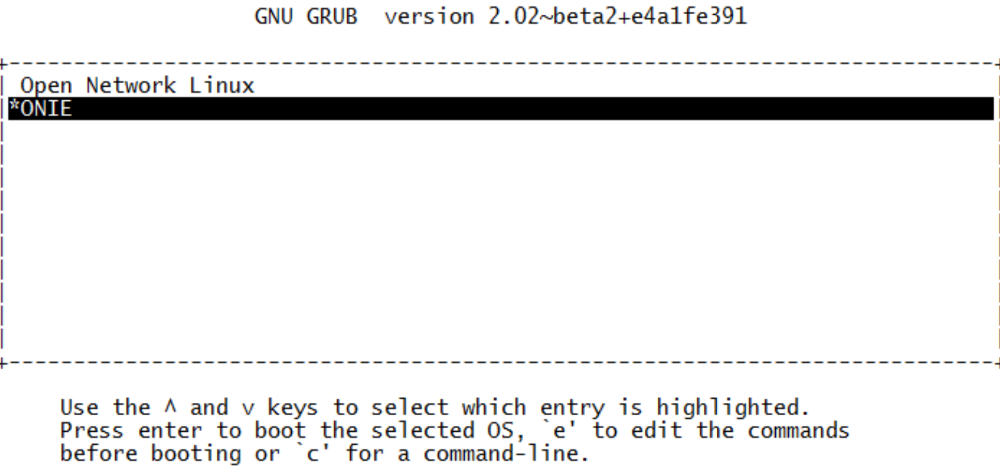 GNU GRUB  version 2.02~beta2+e4a1fe391
Open Network Linux
*ONIE
Use the ^ and v keys to select which entry is highlighted.
Press enter to boot the selected OS, `e' to edit the commands
before booting or `c' for a command-line.